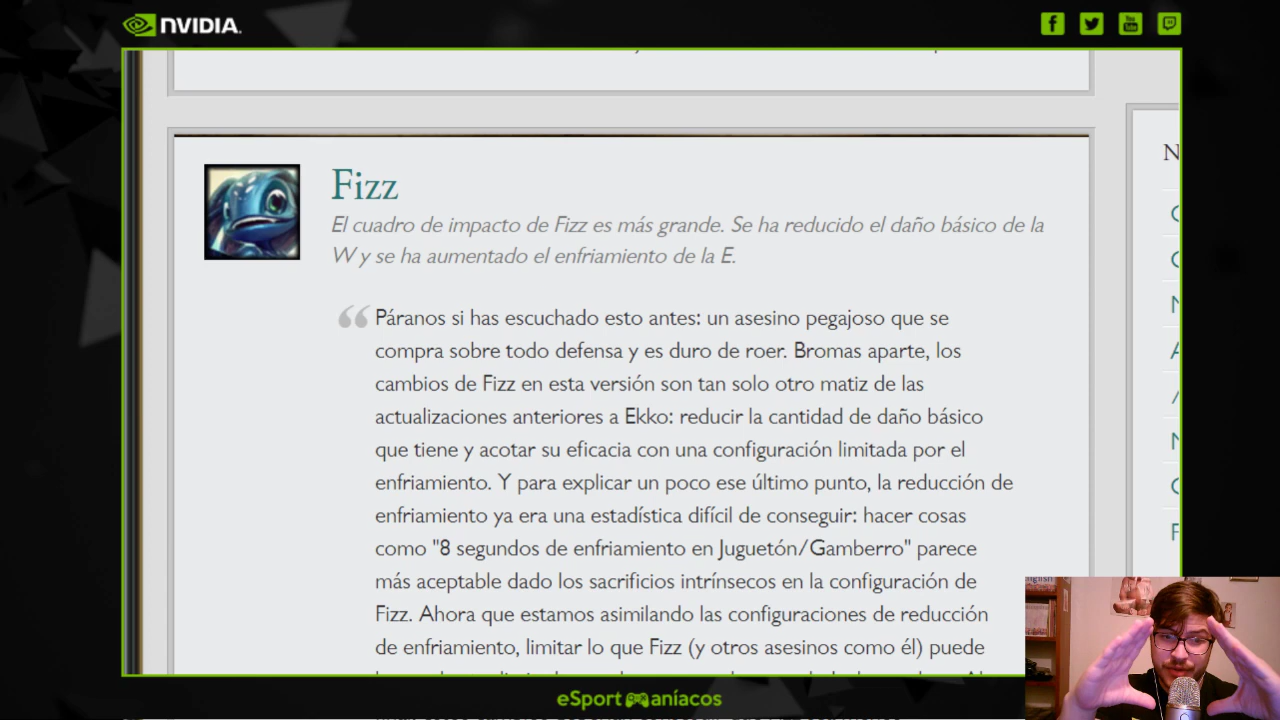 NVIDIA.
Fizz
El cuadro de impacto de Fizz es más grande. Se ha reducido el daño básico de la
W y se ha aumentado el enfriamiento de la E.
Páranos si has escuchado esto antes: un asesino pegajoso que se
compra sobre todo defensa y es duro de roer. Bromas aparte, los
cambios de Fizz en esta versión son tan solo otro matiz de las
actualizaciones anteriores a Ekko: reducir la cantidad de daño básico
que tiene y acotar su eficacia con una configuración limitada por el
enfriamiento. Y para explicar un poco ese último punto, la reducción de
enfriamiento ya era una estadística difícil de conseguir: hacer cosas
como "8 segundos de enfriamiento en Juguetón/Gamberro" parece
más aceptable dado los sacrificios intrínsecos en la configuración de
Fizz. Ahora que estamos asimilando las configuraciones de reducción
de enfriamiento, limitar lo que Fizz (y otros asesinos como él) puede
English
eSport aníacos